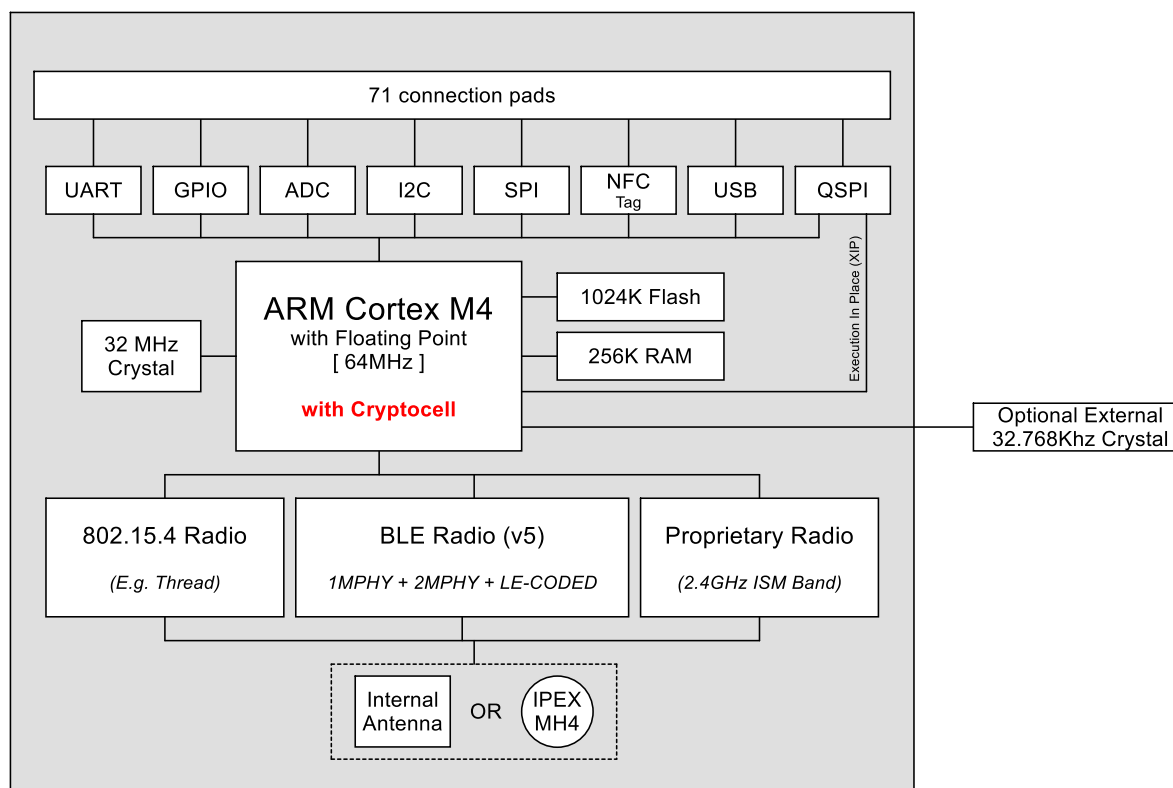 71 connection pads
UART
GPIO
ADC
I2C
SPI
NFC
Tag
USB
QSPI
Execution In Place (XIP)
ARM Cortex M4
with Floating Point
[ 64MHz ]
with Cryptocell
1024K Flash
256K RAM
32 MHz
Crystal
Optional External
32.768Khz Crystal
802.15.4 Radio
(E.g. Thread)
BLE Radio (v5)
1MPHY + 2MPHY + LE-CODED
Proprietary Radio
(2.4GHz ISM Band)
Internal
Antenna
OR
IPEX
MH4